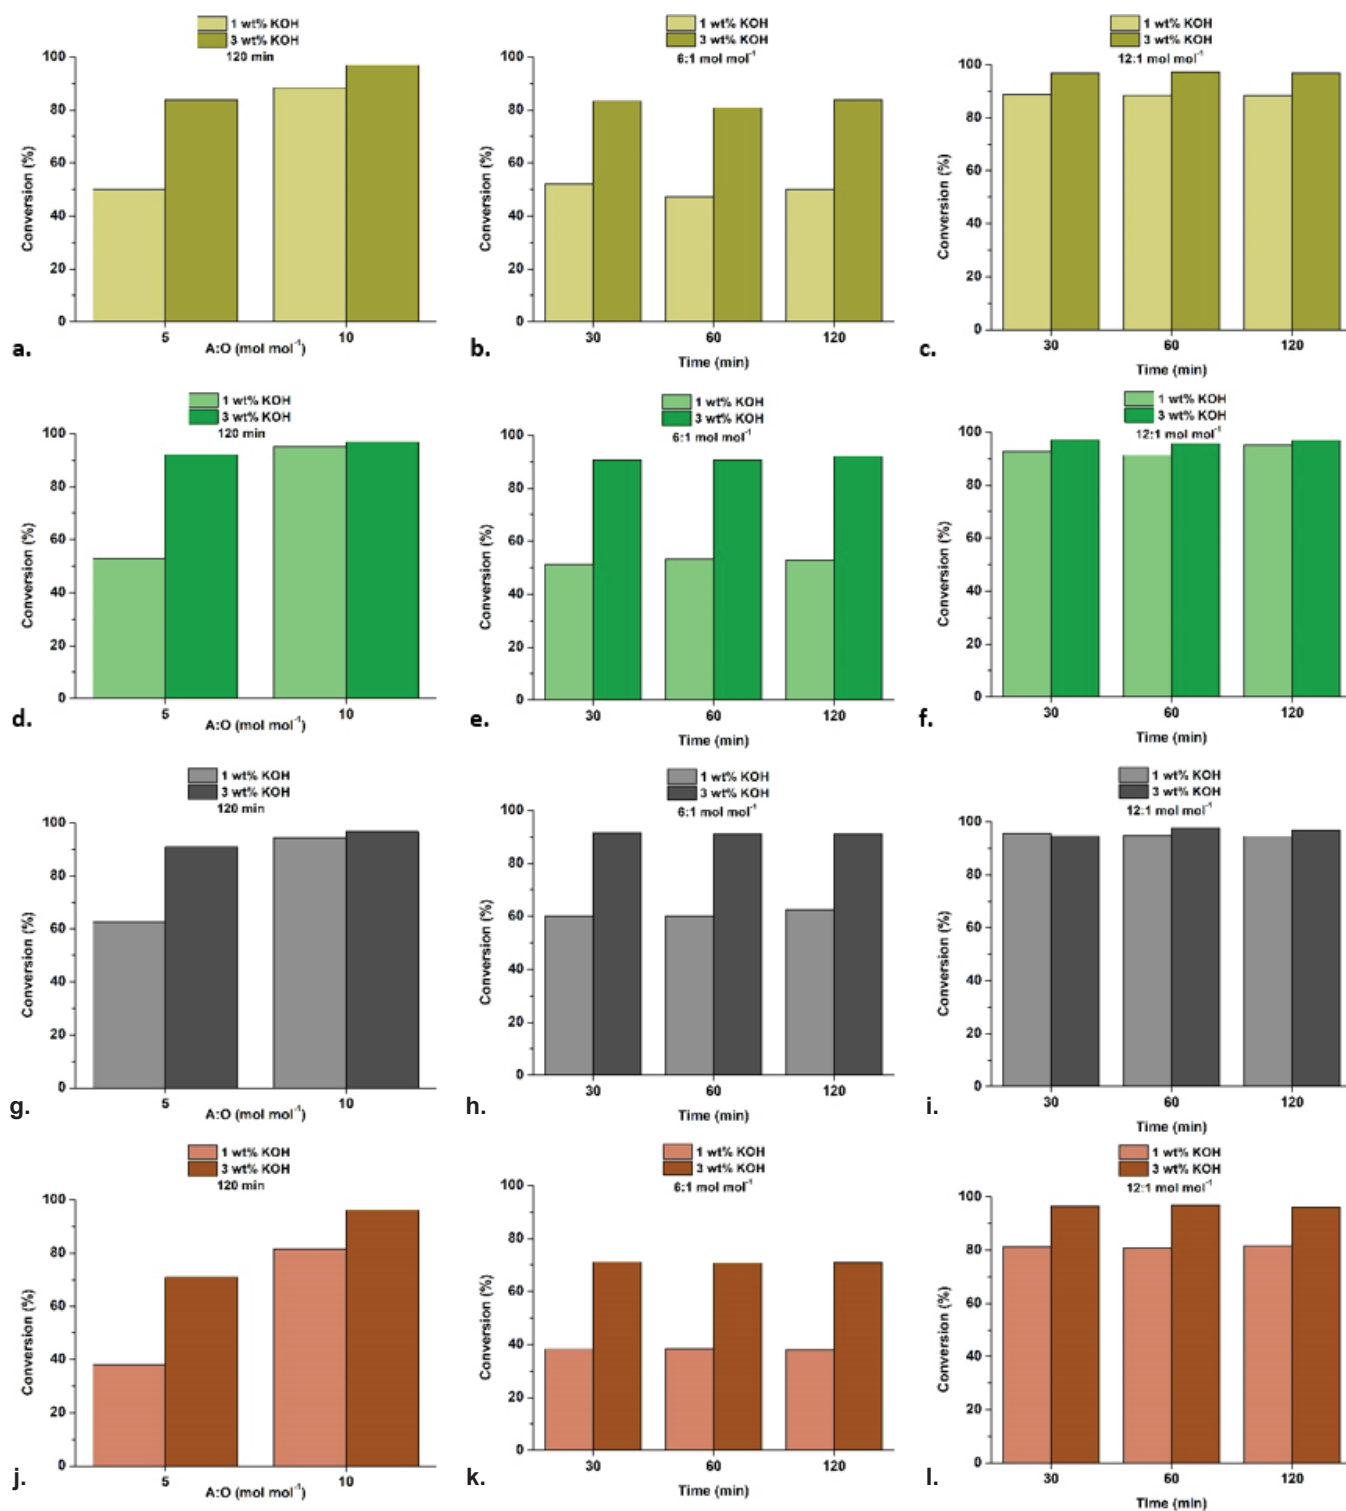 1 wt% KOH
3 wt% KOH
120 min
100
80
60
40
20
0
Conversion (%)
5
10
A:O (mol mol⁻¹)
a.
1 wt% KOH
3 wt% KOH
6:1 mol mol⁻¹
100
80
60
40
20
0
Conversion (%)
30
60
120
Time (min)
b.
1 wt% KOH
3 wt% KOH
12:1 mol mol⁻¹
100
80
60
40
20
0
Conversion (%)
30
60
120
Time (min)
c.
1 wt% KOH
3 wt% KOH
120 min
100
80
60
40
20
0
Conversion (%)
5
10
A:O (mol mol⁻¹)
d.
1 wt% KOH
3 wt% KOH
6:1 mol mol⁻¹
100
80
60
40
20
0
Conversion (%)
30
60
120
Time (min)
e.
1 wt% KOH
3 wt% KOH
12:1 mol mol⁻¹
100
80
60
40
20
0
Conversion (%)
30
60
120
Time (min)
f.
1 wt% KOH
3 wt% KOH
120 min
100
80
60
40
20
0
Conversion (%)
5
10
A:O (mol mol⁻¹)
g.
1 wt% KOH
3 wt% KOH
6:1 mol mol⁻¹
100
80
60
40
20
0
Conversion (%)
30
60
120
Time (min)
h.
1 wt% KOH
3 wt% KOH
12:1 mol mol⁻¹
100
80
60
40
20
0
Conversion (%)
30
60
120
Time (min)
i.
1 wt% KOH
3 wt% KOH
120 min
100
80
60
40
20
0
Conversion (%)
5
10
A:O (mol mol⁻¹)
j.
1 wt% KOH
3 wt% KOH
6:1 mol mol⁻¹
100
80
60
40
20
0
Conversion (%)
30
60
120
Time (min)
k.
1 wt% KOH
3 wt% KOH
12:1 mol mol⁻¹
100
80
60
40
20
0
Conversion (%)
30
60
120
Time (min)
l.